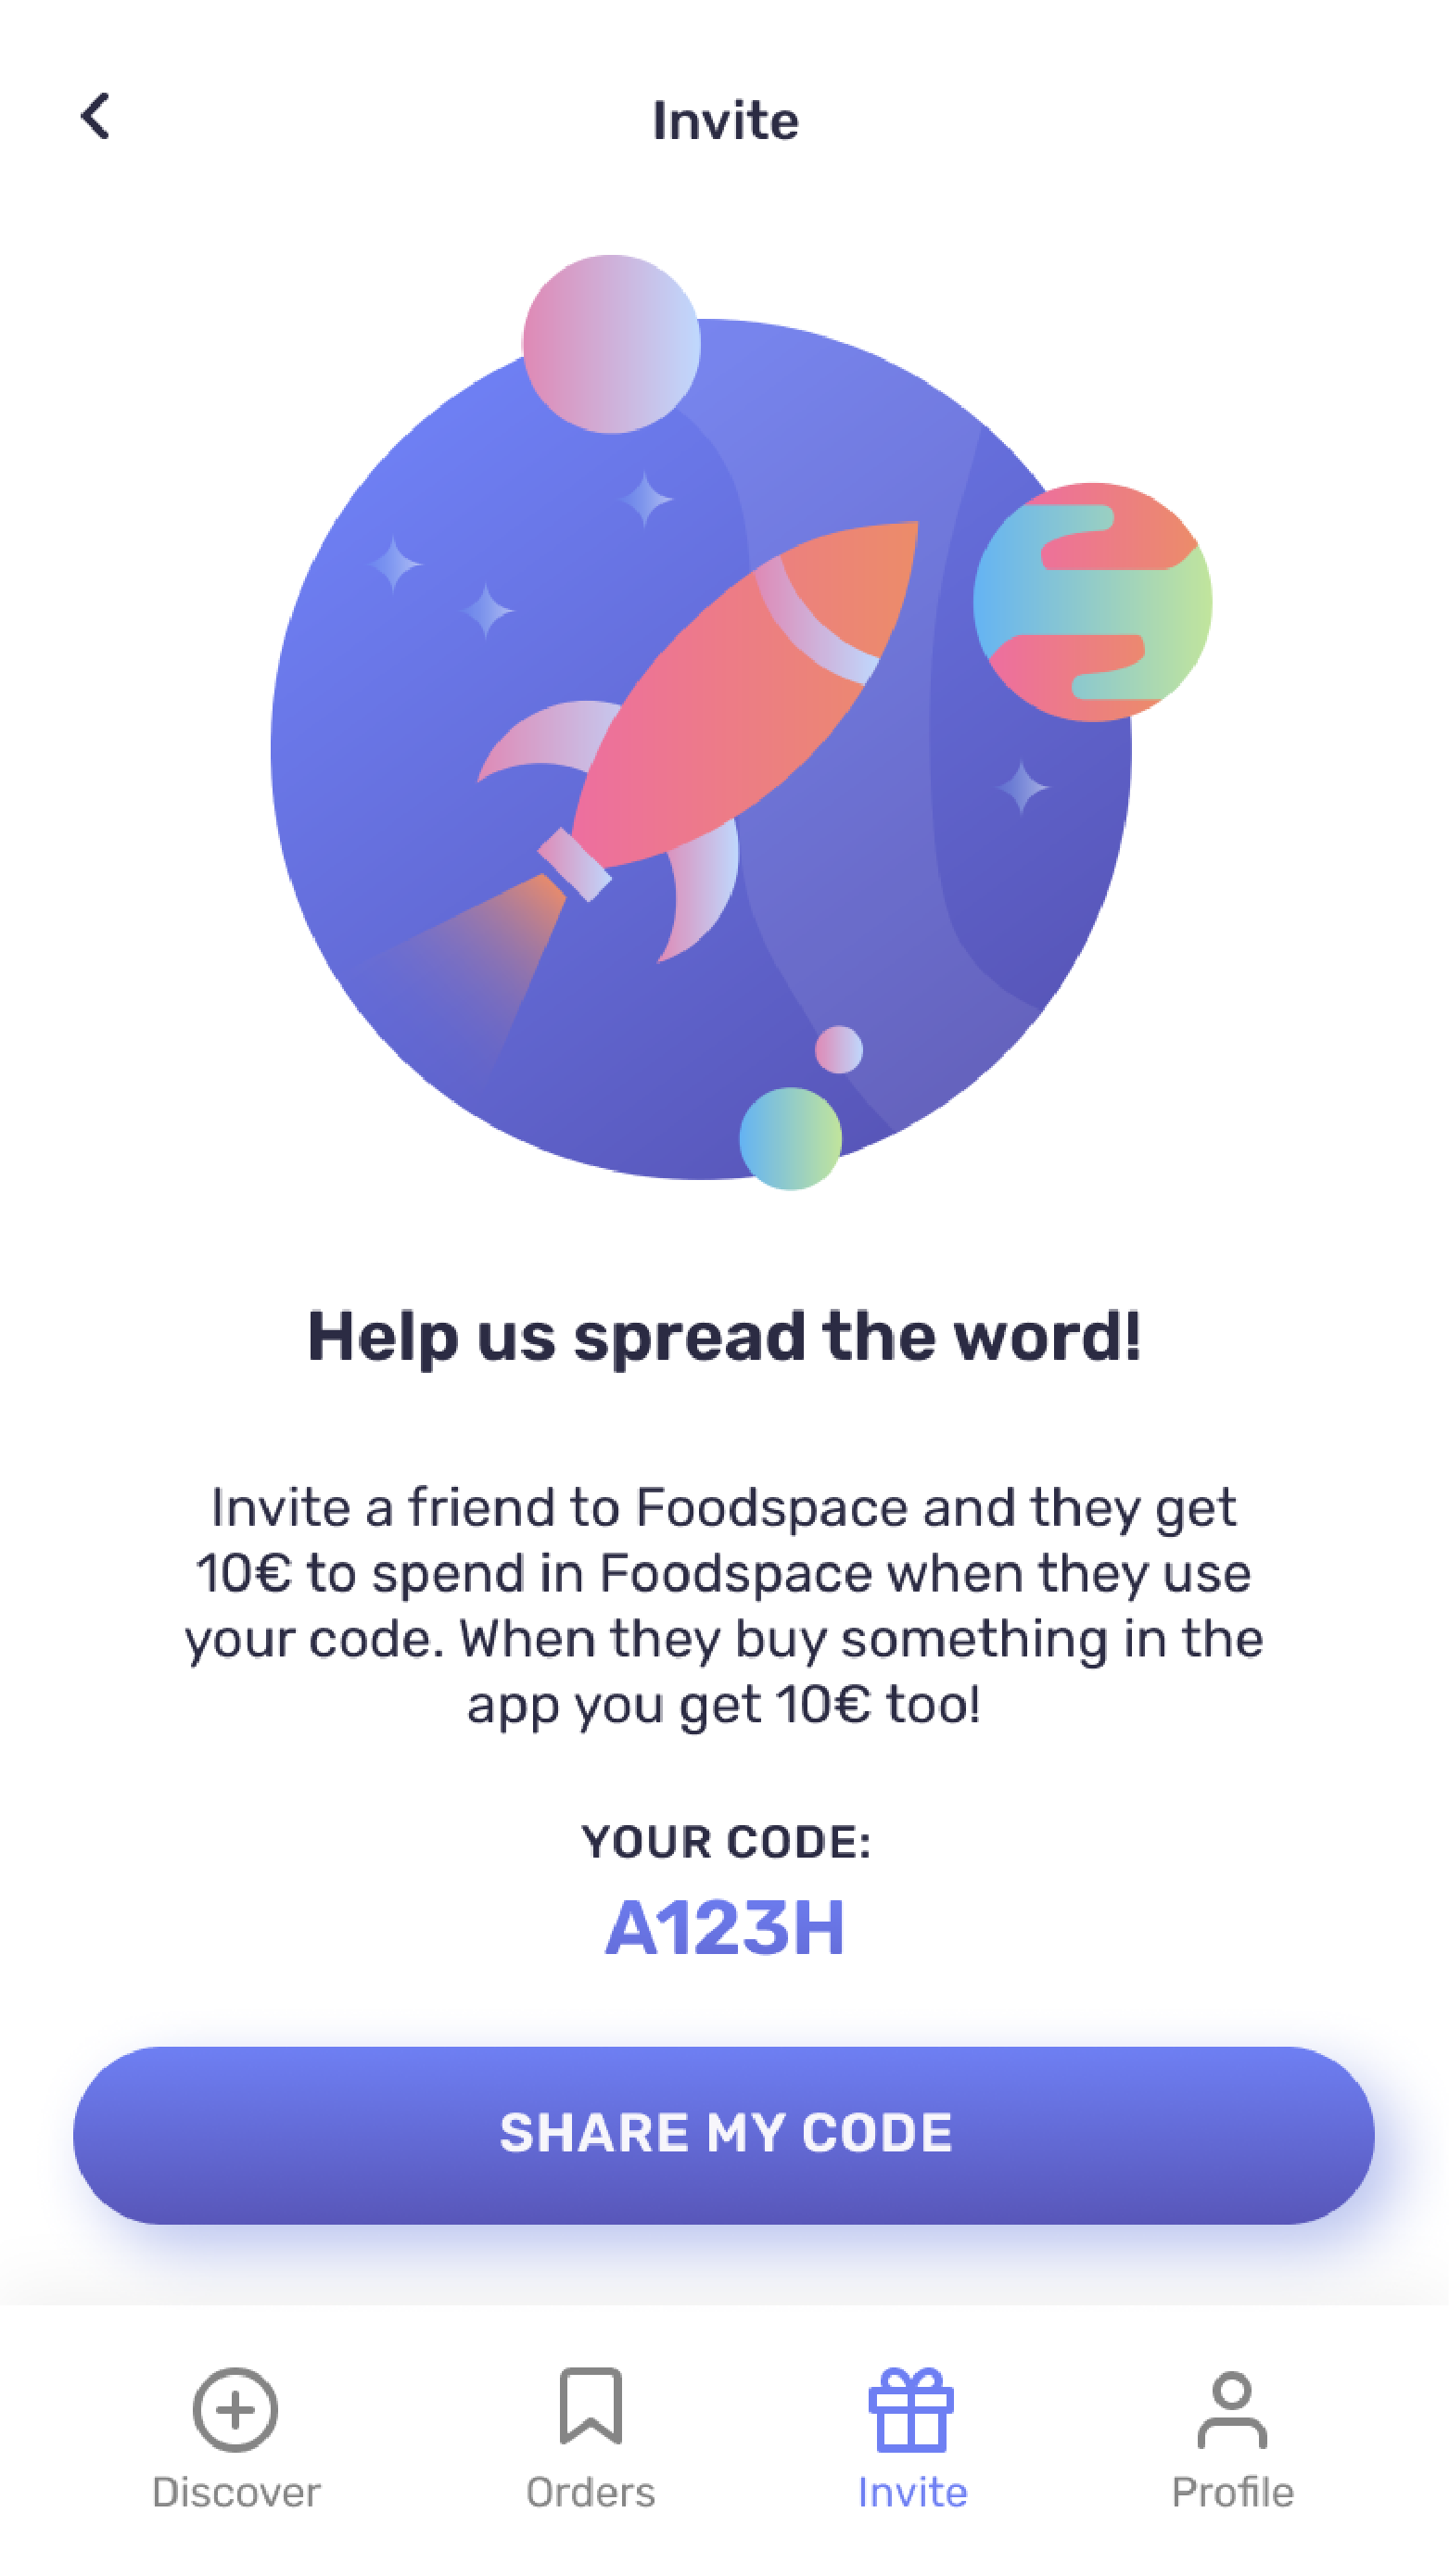 Invite
Help us spread the word!
Invite a friend to Foodspace and they get
10€ to spend in Foodspace when they use
your code. When they buy something in the
app you get 10€ too!
YOUR CODE:
A123H
SHARE MY CODE
Discover
Orders
Invite
Profile